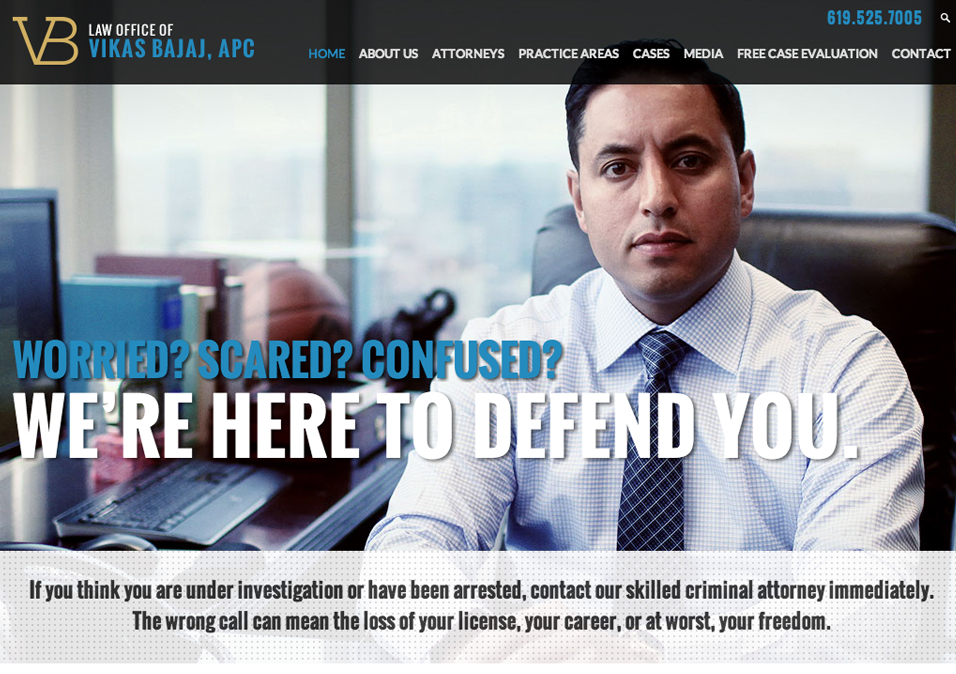 VB
LAW OFFICE OF
VIKAS BAJAJ, APC
619.525.7005
HOME ABOUT US ATTORNEYS PRACTICE AREAS CASES MEDIA FREE CASE EVALUATION CONTACT
WORRIED? SCARED? CONFUSED?
WE'RE HERE TO DEFEND YOU.
If you think you are under investigation or have been arrested, contact our skilled criminal attorney immediately.
The wrong call can mean the loss of your license, your career, or at worst, your freedom.